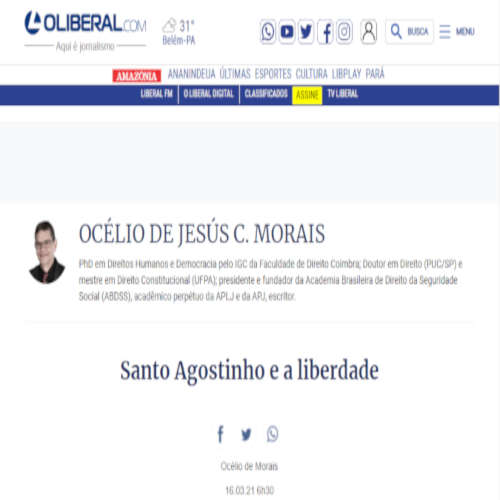 OLIBERAL.COM
Aqui é jornalismo
31°
Belém-PA
BUSCA
MENU
AMAZÔNIA ANANINDEUA ÚLTIMAS ESPORTES CULTURA LIBPLAY PARÁ
LIBERAL FM O LIBERAL DIGITAL CLASSIFICADOS ASSINE TV LIBERAL
OCÉLIO DE JESÚS C. MORAIS
PhD em Direitos Humanos e Democracia pelo IGC da Faculdade de Direito Coimbra; Doutor em Direito (PUC/SP) e
mestre em Direito Constitucional (UFPA); presidente e fundador da Academia Brasileira de Direito da Seguridade
Social (ABDSS), acadêmico perpétuo da APLJ e da APJ, escritor.
Santo Agostinho e a liberdade
Océlio de Morais
16.03.21 6h30